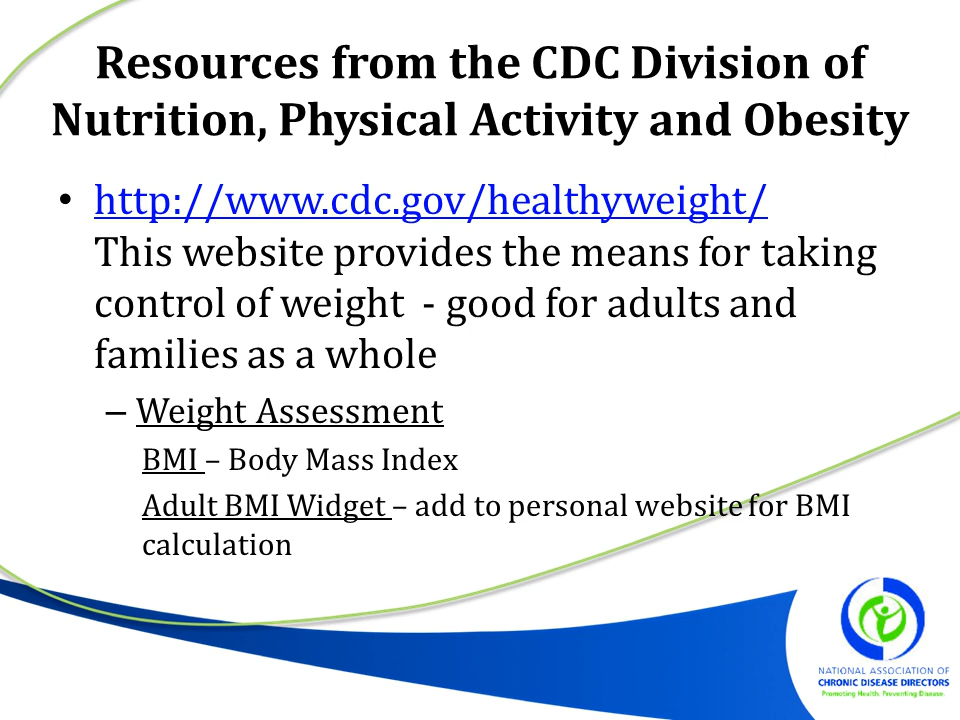 Resources from the CDC Division of
Nutrition, Physical Activity and Obesity
• http://www.cdc.gov/healthyweight/
This website provides the means for taking
control of weight  - good for adults and
families as a whole
– Weight Assessment
BMI – Body Mass Index
Adult BMI Widget – add to personal website for BMI
calculation
NATIONAL ASSOCIATION OF
CHRONIC DISEASE DIRECTORS
Promoting Health. Preventing Disease.